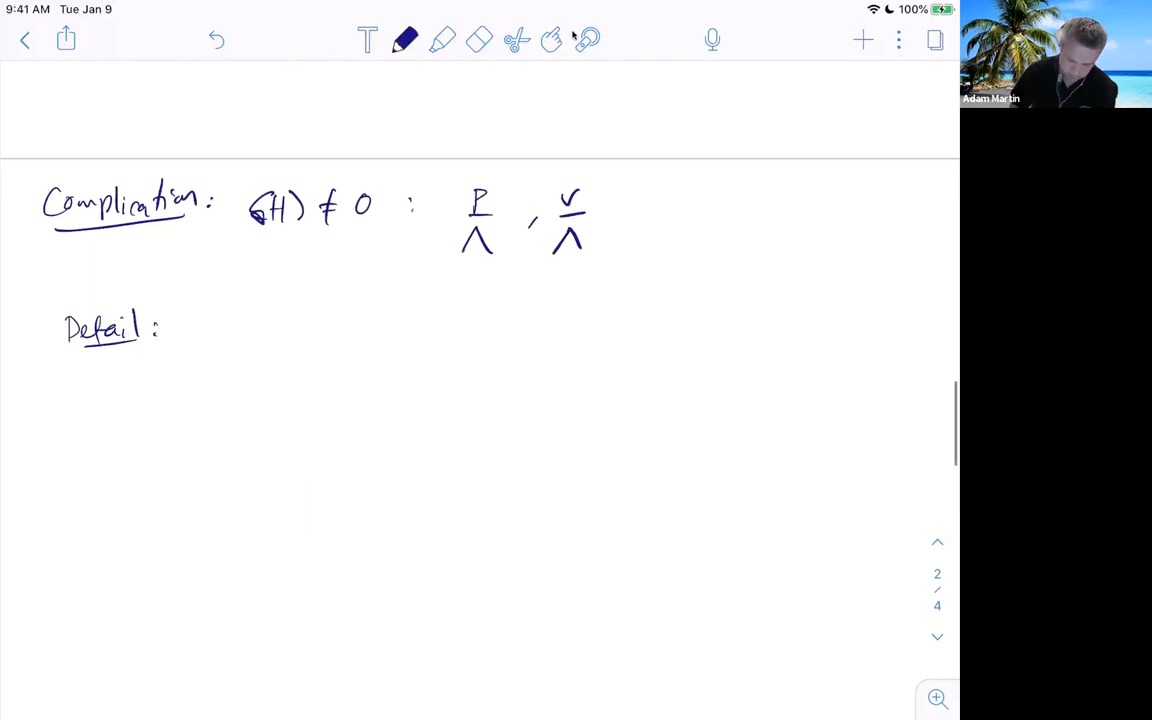 9:41 AM Tue Jan 9
100%
Adam Martin
Complication: ⟨H⟩ ≠ 0 : P/Λ , v/Λ
Detail:
2
/
4